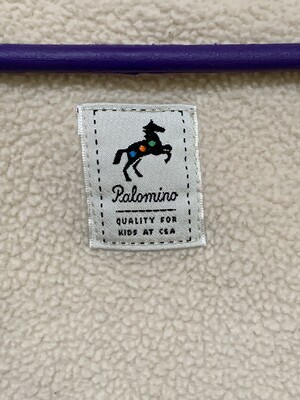 Palomino
QUALITY FOR
KIDS AT C&A